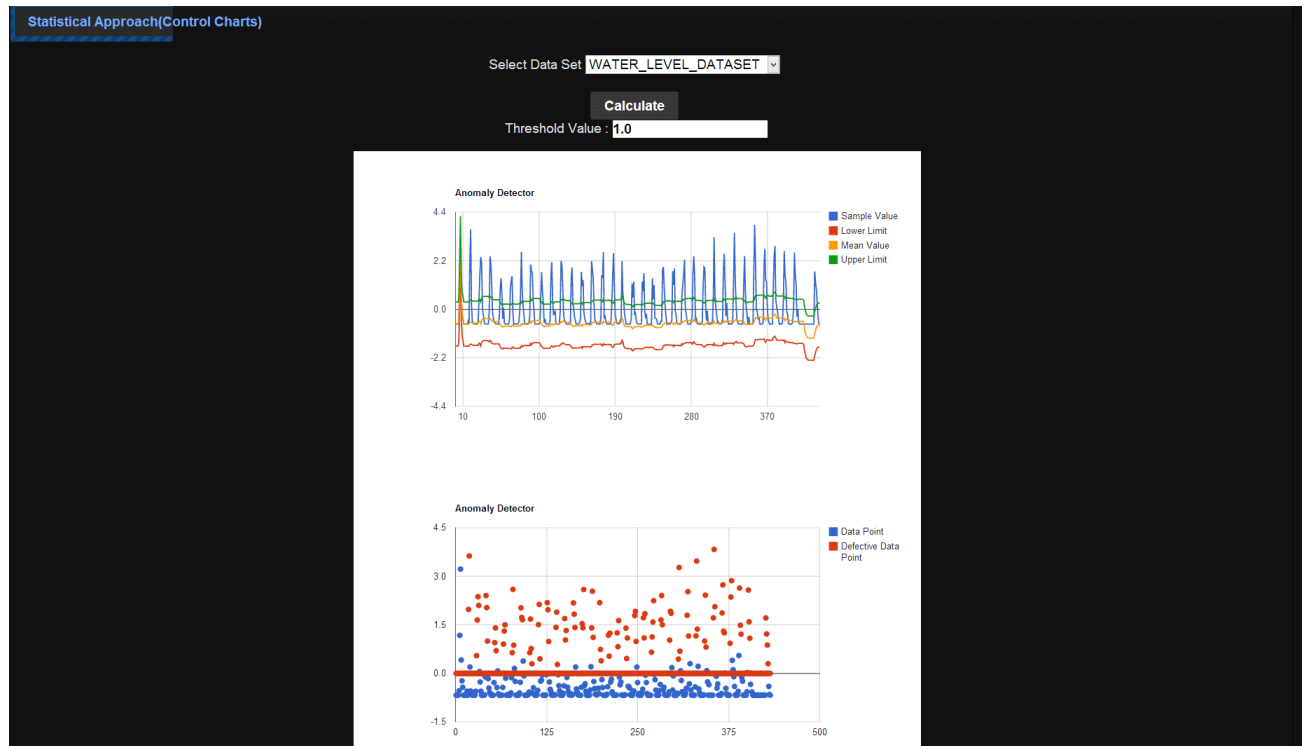 Statistical Approach(Control Charts)
Select Data Set WATER_LEVEL_DATASET
Calculate
Threshold Value : 1.0
Anomaly Detector
4.4
2.2
0.0
-2.2
-4.4
10 100 190 280 370
Sample Value
Lower Limit
Mean Value
Upper Limit
Anomaly Detector
4.5
3.0
1.5
0.0
-1.5
0 125 250 375 500
Data Point
Defective Data
Point